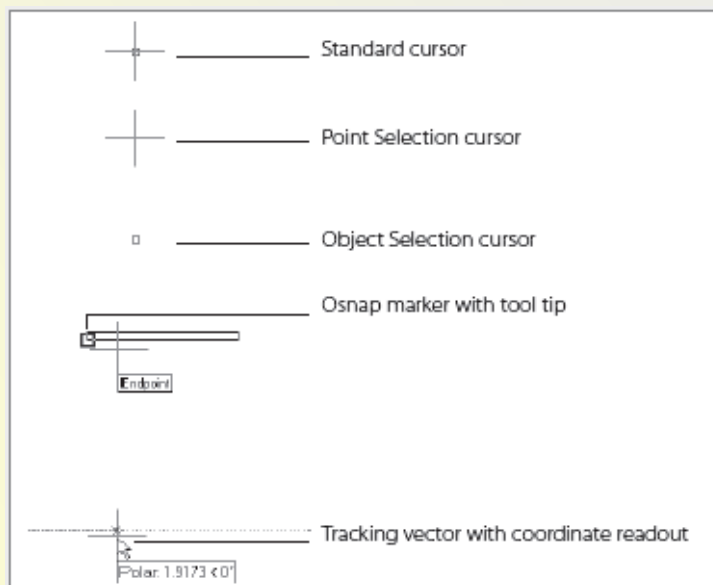 Standard cursor
Point Selection cursor
Object Selection cursor
Osnap marker with tool tip
Endpoint
Tracking vector with coordinate readout
Polar: 1.9173 < 0°